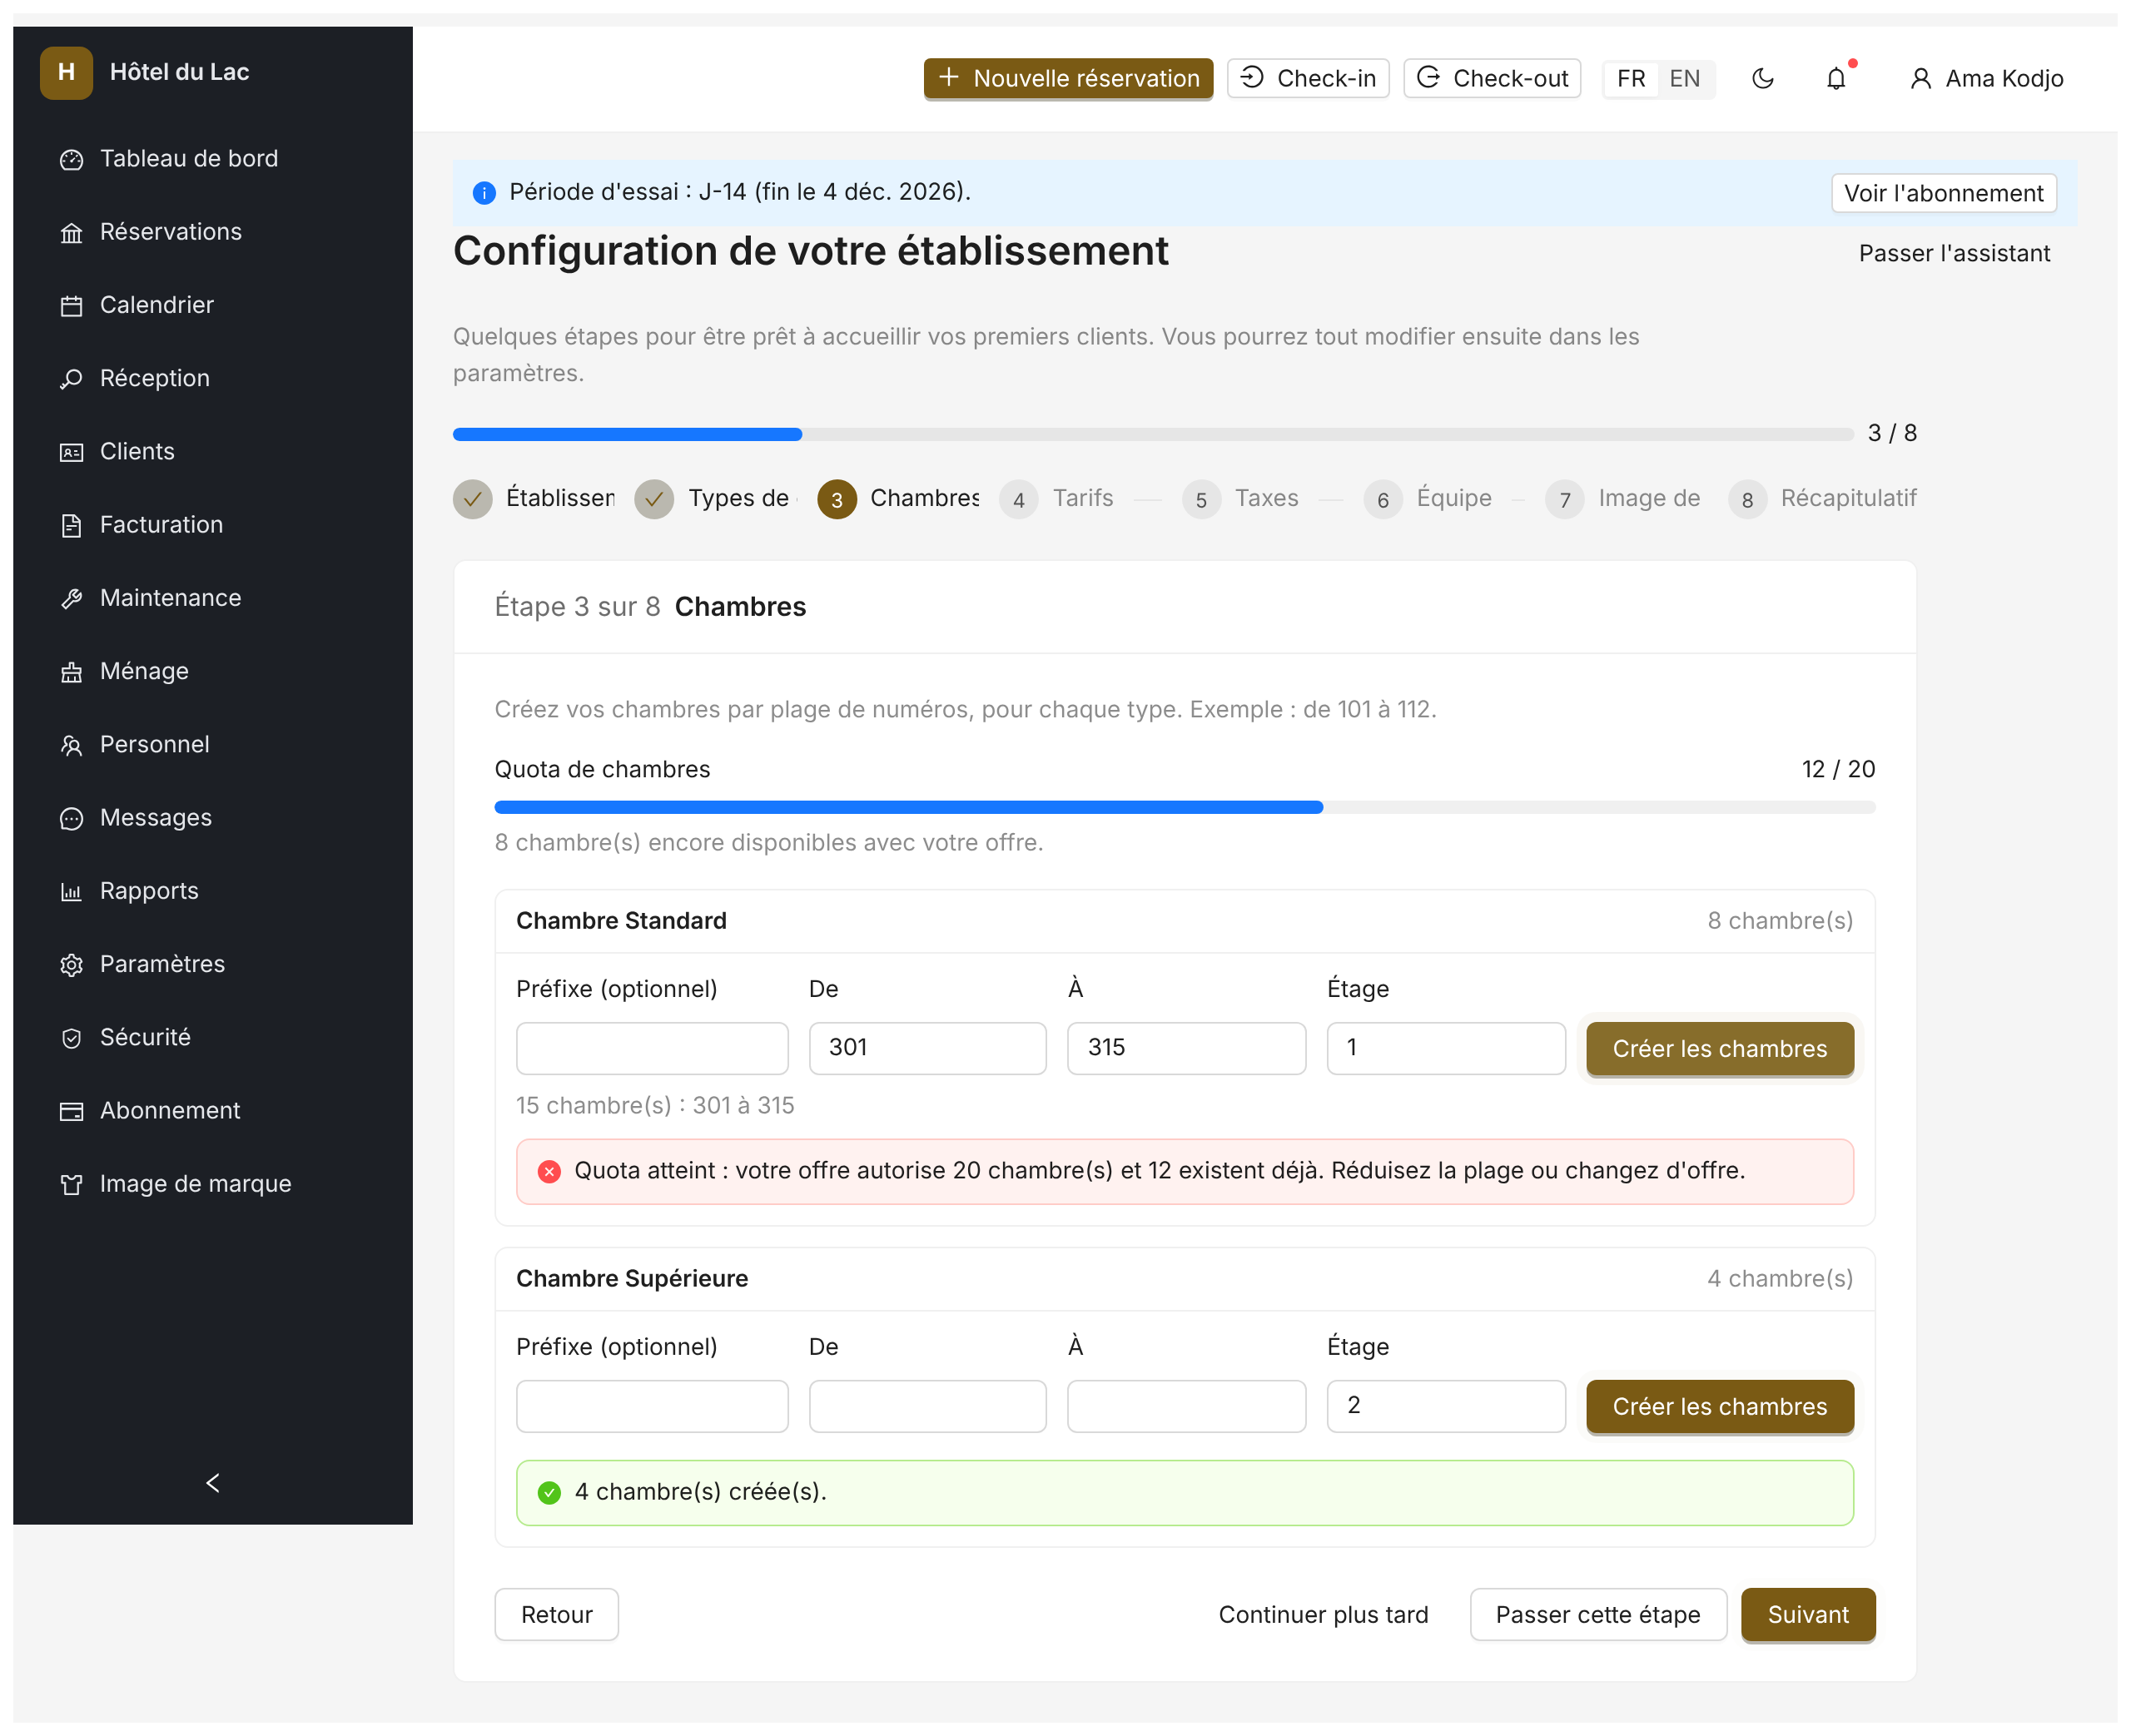 H Hôtel du Lac
Nouvelle réservation Check-in Check-out FR EN Ama Kodjo
Tableau de bord
Réservations
Calendrier
Réception
Clients
Facturation
Maintenance
Ménage
Personnel
Messages
Rapports
Paramètres
Sécurité
Abonnement
Image de marque
Période d'essai : J-14 (fin le 4 déc. 2026). Voir l'abonnement
Configuration de votre établissement Passer l'assistant
Quelques étapes pour être prêt à accueillir vos premiers clients. Vous pourrez tout modifier ensuite dans les
paramètres.
3 / 8
Établissen Types de 3 Chambres 4 Tarifs 5 Taxes 6 Équipe 7 Image de 8 Récapitulatif
Étape 3 sur 8 Chambres
Créez vos chambres par plage de numéros, pour chaque type. Exemple : de 101 à 112.
Quota de chambres 12 / 20
8 chambre(s) encore disponibles avec votre offre.
Chambre Standard 8 chambre(s)
Préfixe (optionnel) De À Étage
301 315 1 Créer les chambres
15 chambre(s) : 301 à 315
Quota atteint : votre offre autorise 20 chambre(s) et 12 existent déjà. Réduisez la plage ou changez d'offre.
Chambre Supérieure 4 chambre(s)
Préfixe (optionnel) De À Étage
2 Créer les chambres
4 chambre(s) créée(s).
Retour Continuer plus tard Passer cette étape Suivant